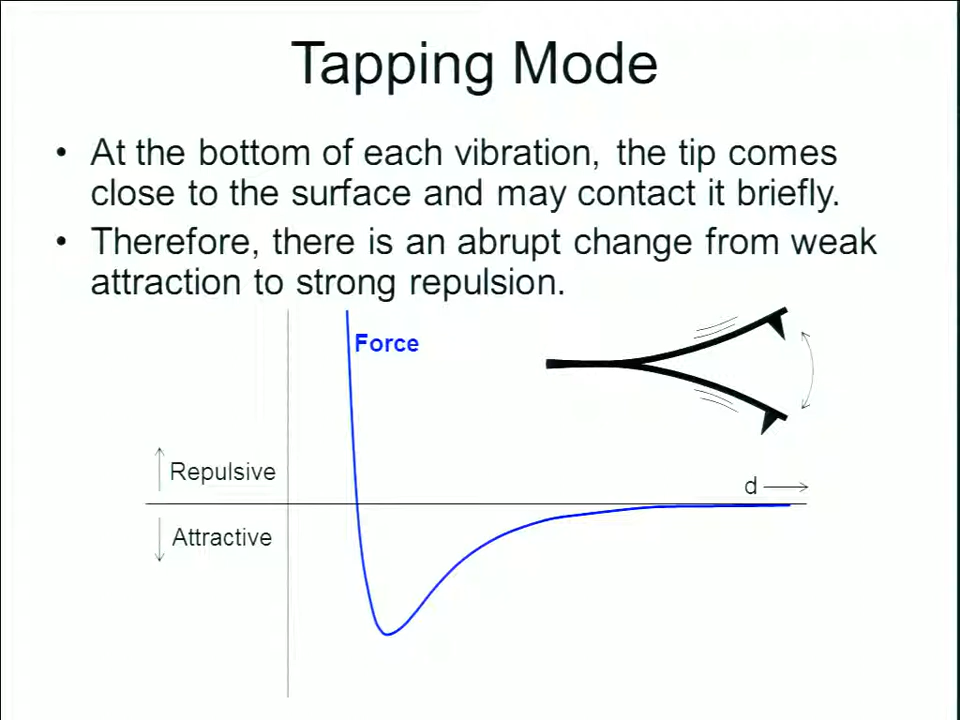 Tapping Mode
• At the bottom of each vibration, the tip comes
close to the surface and may contact it briefly.
• Therefore, there is an abrupt change from weak
attraction to strong repulsion.
Force
Repulsive
d
Attractive